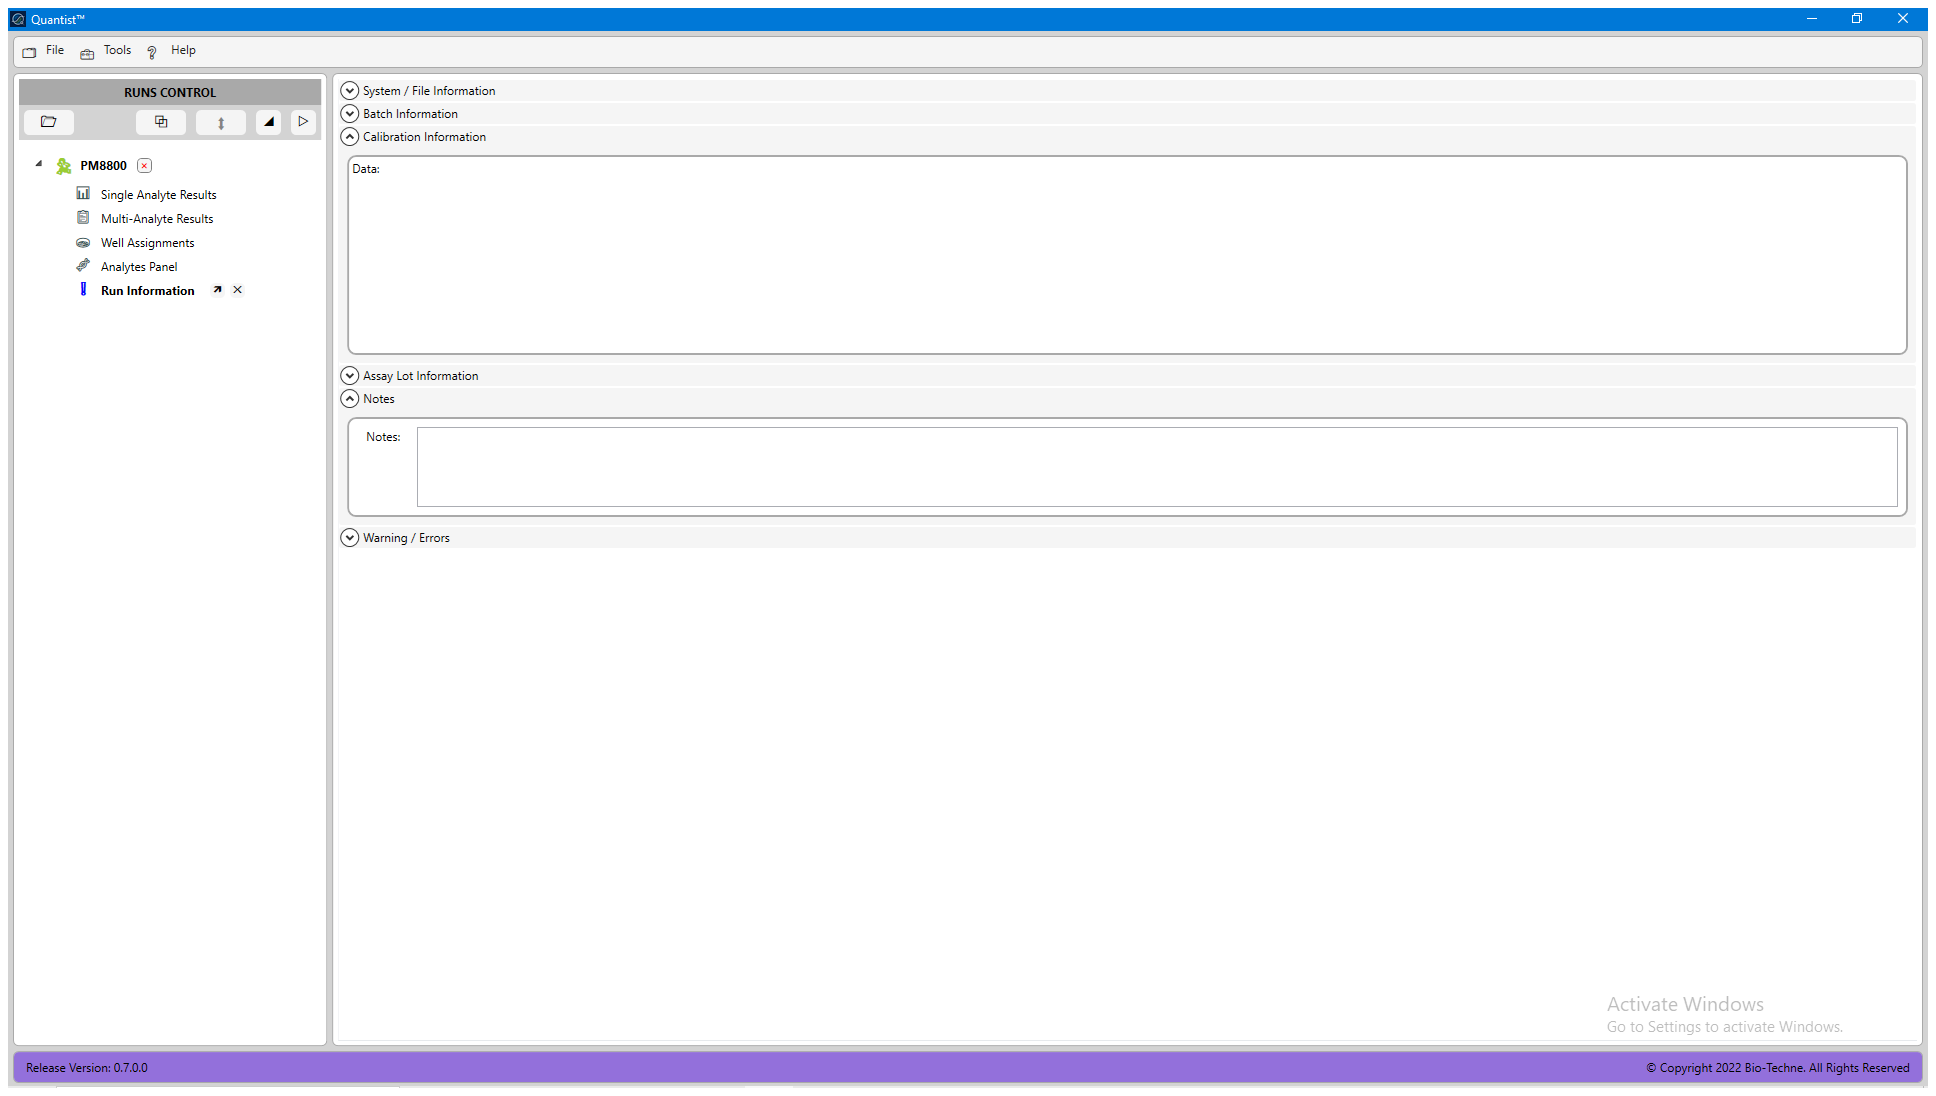 Quantist™
File Tools Help
RUNS CONTROL
PM8800
Single Analyte Results
Multi-Analyte Results
Well Assignments
Analytes Panel
Run Information
System / File Information
Batch Information
Calibration Information
Data:
Assay Lot Information
Notes
Notes:
Warning / Errors
Activate Windows
Go to Settings to activate Windows.
Release Version: 0.7.0.0
© Copyright 2022 Bio-Techne. All Rights Reserved